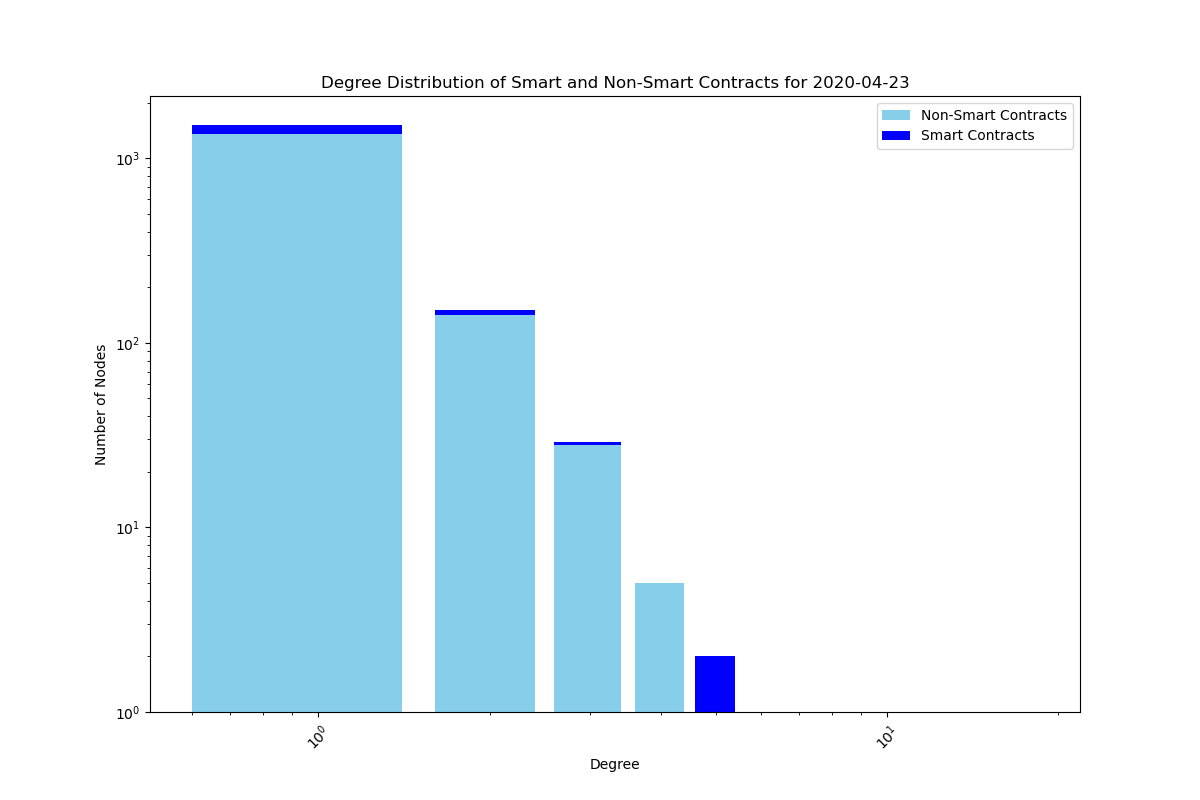 Degree Distribution of Smart and Non-Smart Contracts for 2020-04-23
Non-Smart Contracts
Smart Contracts
Number of Nodes
10³
10²
10¹
10⁰
10⁰ 10¹
Degree